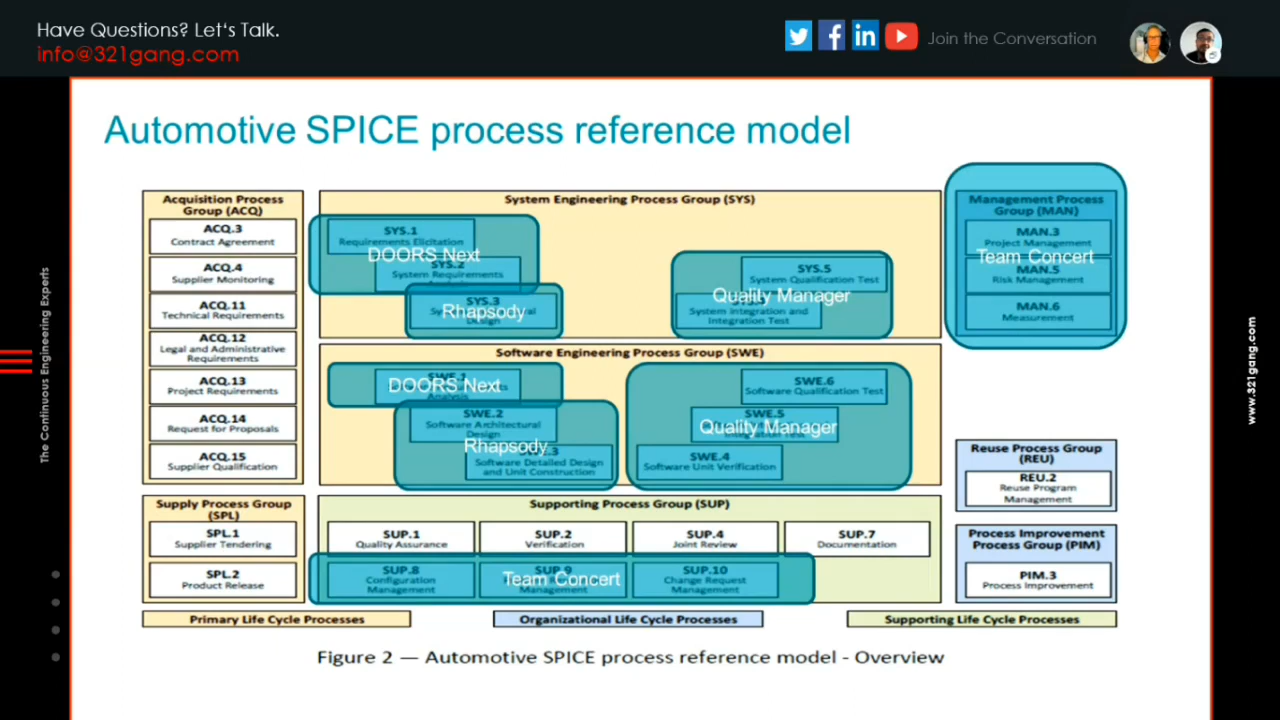 Have Questions? Let's Talk.
info@321gang.com
Join the Conversation
The Continuous Engineering Experts
www.321gang.com
Automotive SPICE process reference model
Acquisition Process
Group (ACQ)
ACQ.3
Contract Agreement
ACQ.4
Supplier Monitoring
ACQ.11
Technical Requirements
ACQ.12
Legal and Administrative
Requirements
ACQ.13
Project Requirements
ACQ.14
Request for Proposals
ACQ.15
Supplier Qualification
System Engineering Process Group (SYS)
SYS.1
Requirements Elicitation
DOORS Next
SYS.2
System Requirements
SYS.3
Rhapsody
Design
SYS.5
System Qualification Test
Quality Manager
System Integration and
Integration Test
Management Process
Group (MAN)
MAN.3
Project Management
Team Concert
MAN.5
Risk Management
MAN.6
Measurement
Software Engineering Process Group (SWE)
SWE.1
DOORS Next
Analysis
SWE.2
Software Architectural
Design
Rhapsody
Software Detailed Design
and Unit Construction
SWE.6
Software Qualification Test
SWE.5
Quality Manager
Integration Test
SWE.4
Software Unit Verification
Reuse Process Group
(REU)
REU.2
Reuse Program
Management
Supply Process Group
(SPL)
SPL.1
Supplier Tendering
SPL.2
Product Release
Supporting Process Group (SUP)
SUP.1
Quality Assurance
SUP.2
Verification
SUP.4
Joint Review
SUP.7
Documentation
SUP.8
Configuration
Management
SUP.9
Team Concert
Management
SUP.10
Change Request
Management
Process Improvement
Process Group (PIM)
PIM.3
Process Improvement
Primary Life Cycle Processes
Organizational Life Cycle Processes
Supporting Life Cycle Processes
Figure 2 — Automotive SPICE process reference model - Overview